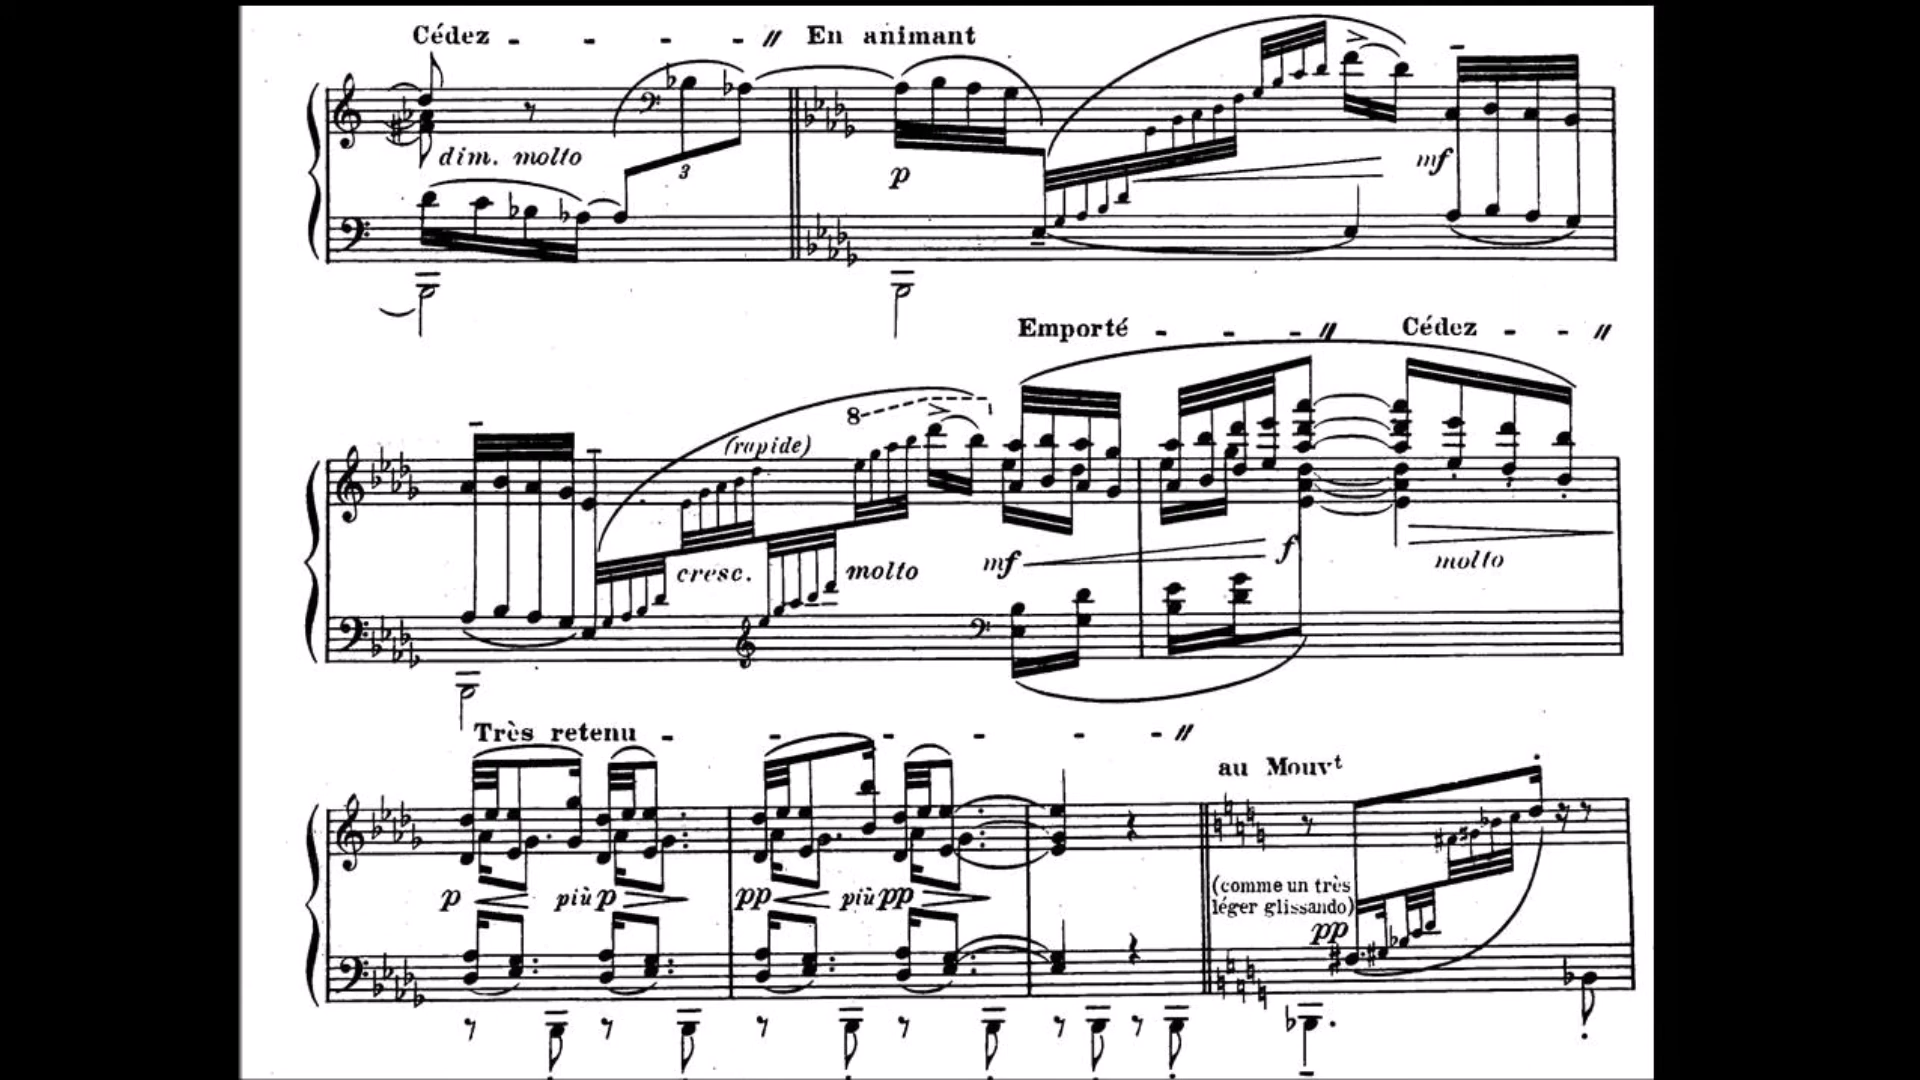 Cédez - - - - // En animant
3
dim. molto
p
mf
Emporté - - - // Cédez - - //
8
(rapide)
cresc.
molto
mf
f
molto
Très retenu - - - - - - //
au Mouvt
p
più p
pp
più pp
(comme un très
léger glissando)
pp